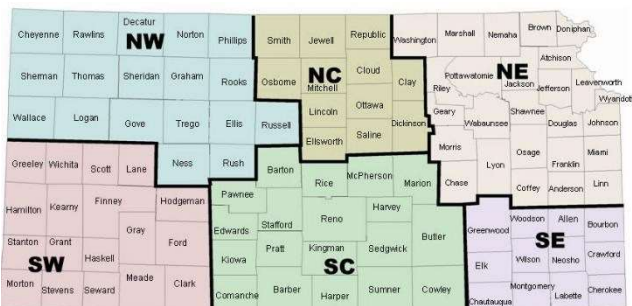 Cheyenne Rawlins Decatur Norton Phillips
NW
Sherman Thomas Sheridan Graham Rooks
Wallace Logan Gove Trego Ellis Russell
Ness Rush
Smith Jewell Republic
Osborne NC Cloud Clay
Mitchell
Lincoln Ottawa
Dickinson
Ellsworth Saline
Washington Marshall Nemaha Brown Doniphan
NE Atchison
Pottawatomie Jackson Jefferson Leavenworth
Riley Wyandot
Geary Wabaunsee Shawnee Douglas Johnson
Morris Lyon Osage Franklin Miami
Chase Coffey Anderson Linn
Greeley Wichita Scott Lane
Hamilton Kearny Finney Hodgeman
Stanton Grant Gray Ford
SW Haskell
Morton Stevens Seward Meade Clark
Barton Rice McPherson Marion
Pawnee
Edwards Stafford Reno Harvey
Kiowa Pratt Kingman Sedgwick Butler
SC
Comanche Barber Harper Sumner Cowley
Greenwood Woodson Allen Bourbon
SE
Elk Wilson Neosho Crawford
Chautauqua Montgomery Labette Cherokee